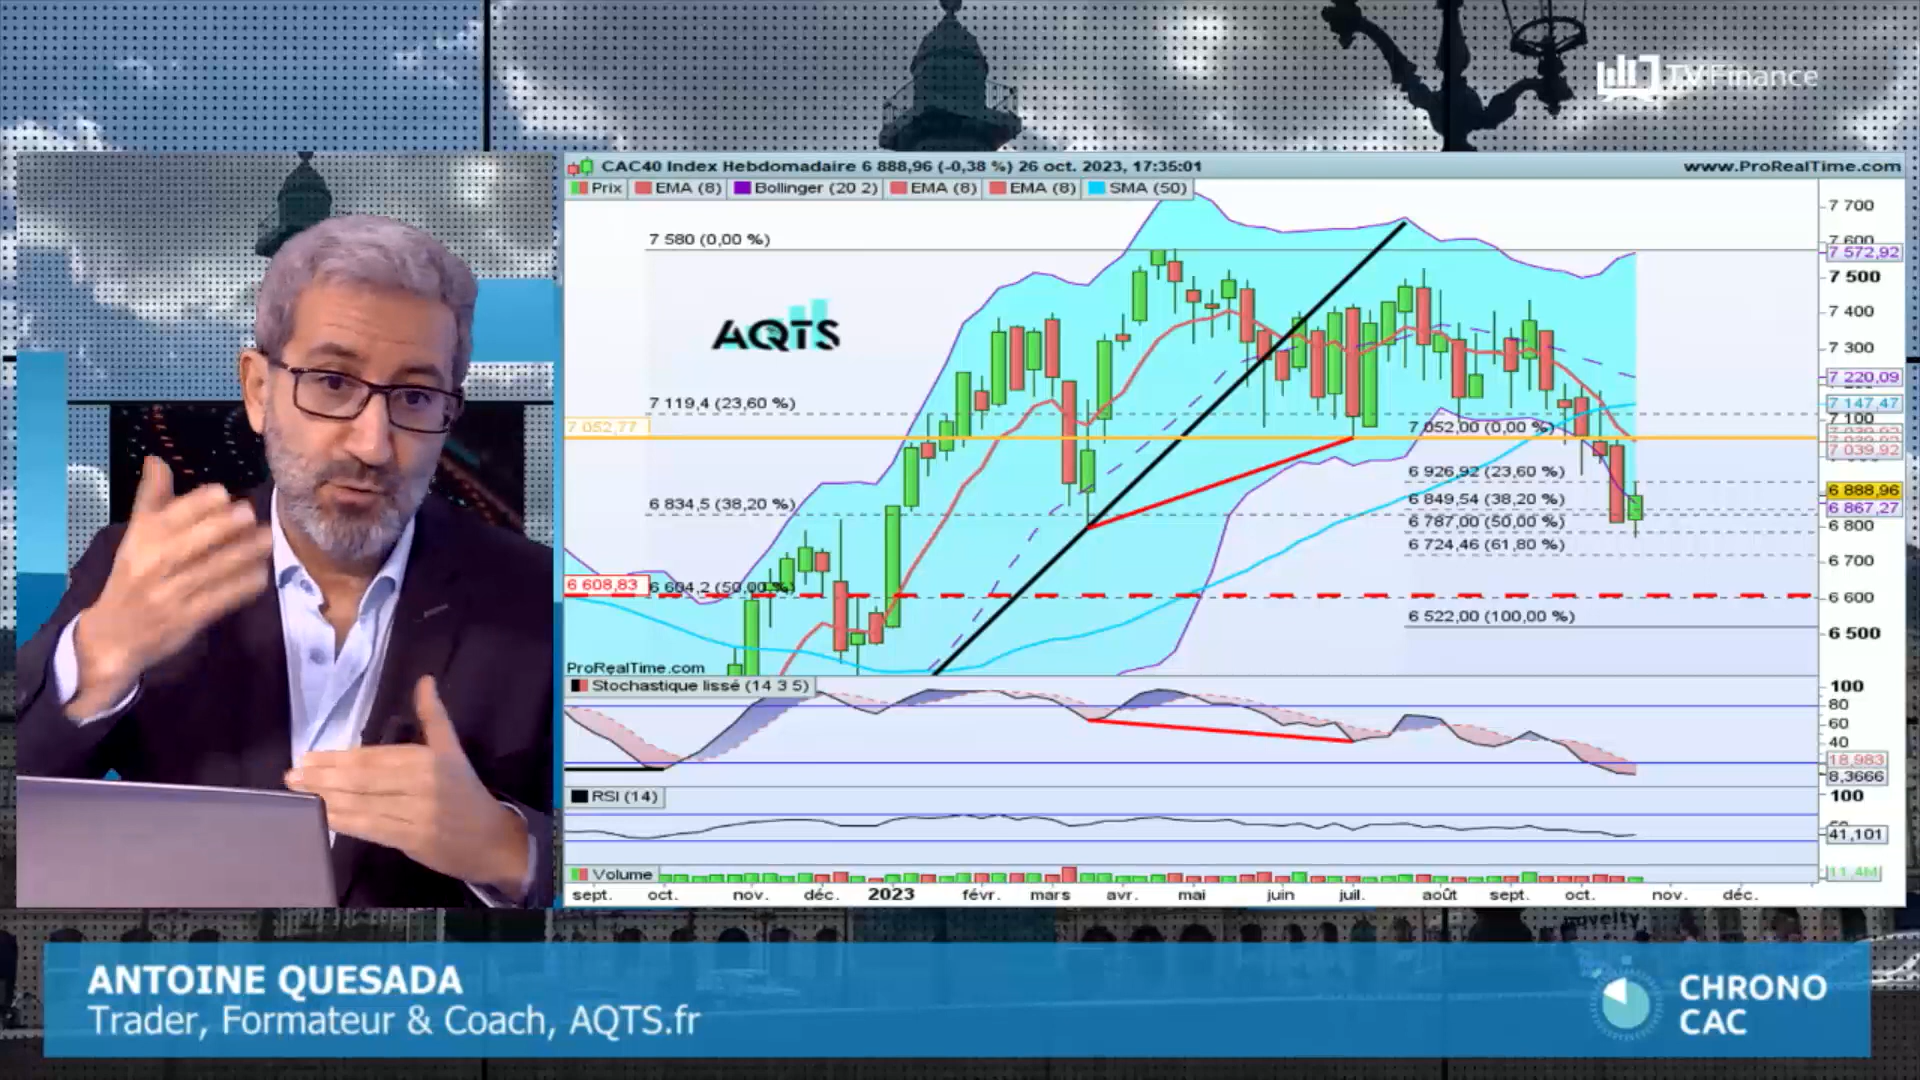 TV Finance
CAC40 Index Hebdomadaire 6 888,96 (-0,38 %) 26 oct. 2023, 17:35:01
www.ProRealTime.com
Prix
EMA (8)
Bollinger (20 2)
EMA (8)
EMA (8)
SMA (50)
7 580 (0,00 %)
AQTS
7 119,4 (23,60 %)
7 052,77
7 052,00 (0,00 %)
6 926,92 (23,60 %)
6 834,5 (38,20 %)
6 849,54 (38,20 %)
6 787,00 (50,00 %)
6 724,46 (61,80 %)
6 608,83
6 604,2 (50,00 %)
6 522,00 (100,00 %)
ProRealTime.com
7 700
7 600
7 572,92
7 500
7 400
7 300
7 220,09
7 147,47
7 100
7 039,92
6 888,96
6 867,27
6 800
6 700
6 600
6 500
Stochastique lissé (14 3 5)
100
80
60
40
18,983
8,3666
RSI (14)
100
41,101
Volume
11,4M
sept.
oct.
nov.
déc.
2023
févr.
mars
avr.
mai
juin
juil.
août
sept.
oct.
nov.
déc.
novelty
ANTOINE QUESADA
Trader, Formateur & Coach, AQTS.fr
CHRONO
CAC